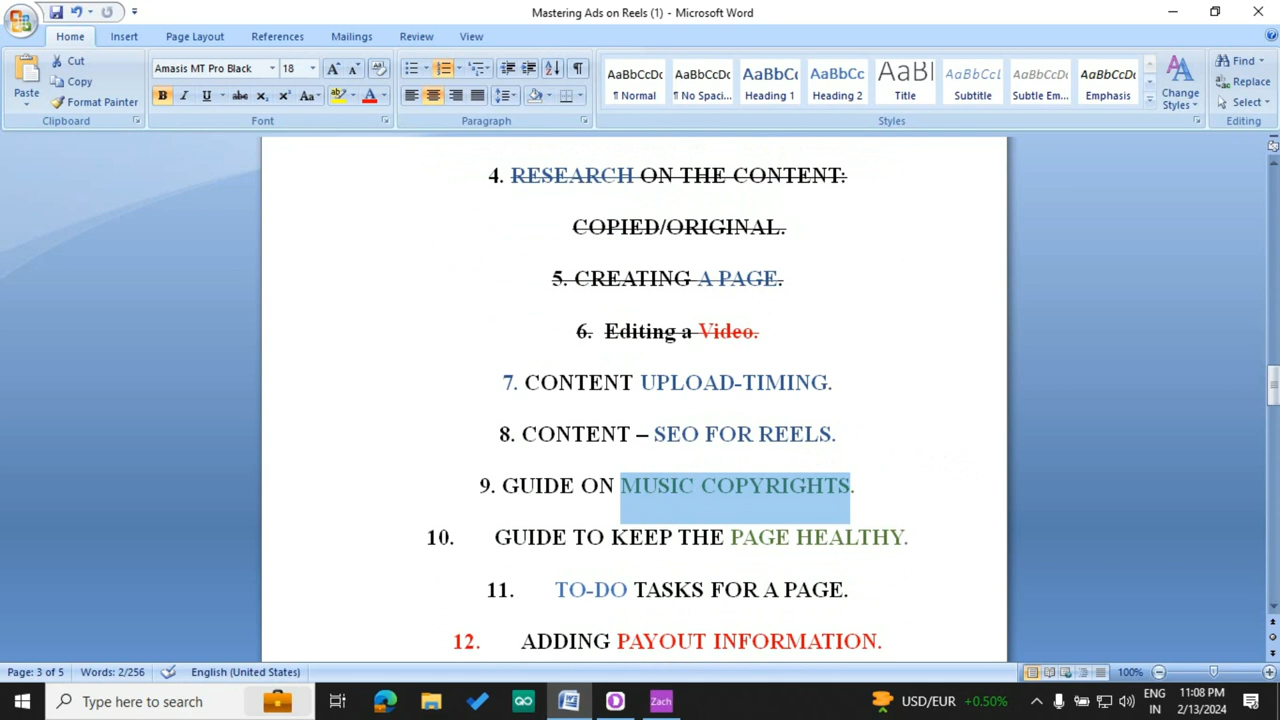 Mastering Ads on Reels (1) - Microsoft Word
Home Insert Page Layout References Mailings Review View
Paste
Cut
Copy
Format Painter
Clipboard
Amasis MT Pro Black 18
Font
Paragraph
AaBbCcDc AaBbCcDc AaBbCc AaBbCc AaBl AaBbCcL AaBbCcDc AaBbCcDc
¶ Normal ¶ No Spaci... Heading 1 Heading 2 Title Subtitle Subtle Em... Emphasis
Change Styles
Styles
Find
Replace
Select
Editing
4. RESEARCH ON THE CONTENT:
COPIED/ORIGINAL.
5. CREATING A PAGE.
6. Editing a Video.
7. CONTENT UPLOAD-TIMING.
8. CONTENT – SEO FOR REELS.
9. GUIDE ON MUSIC COPYRIGHTS.
10. GUIDE TO KEEP THE PAGE HEALTHY.
11. TO-DO TASKS FOR A PAGE.
12. ADDING PAYOUT INFORMATION.
Page: 3 of 5 Words: 2/256 English (United States) 100%
Type here to search
Zach
USD/EUR +0.50%
ENG
IN
11:08 PM
2/13/2024